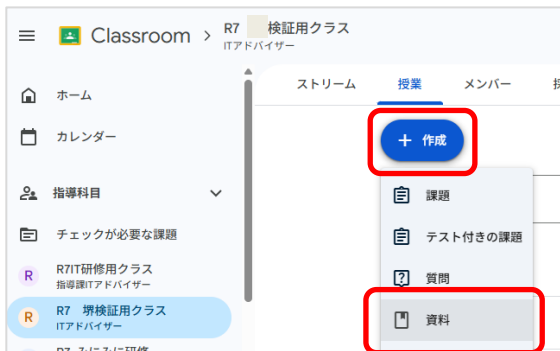 Classroom > R7 検証用クラス
ITアドバイザー
ストリーム 授業 メンバー
ホーム
カレンダー
指導科目
チェックが必要な課題
R R7IT研修用クラス
指導課ITアドバイザー
R R7 堺検証用クラス
ITアドバイザー
+ 作成
課題
テスト付きの課題
質問
資料